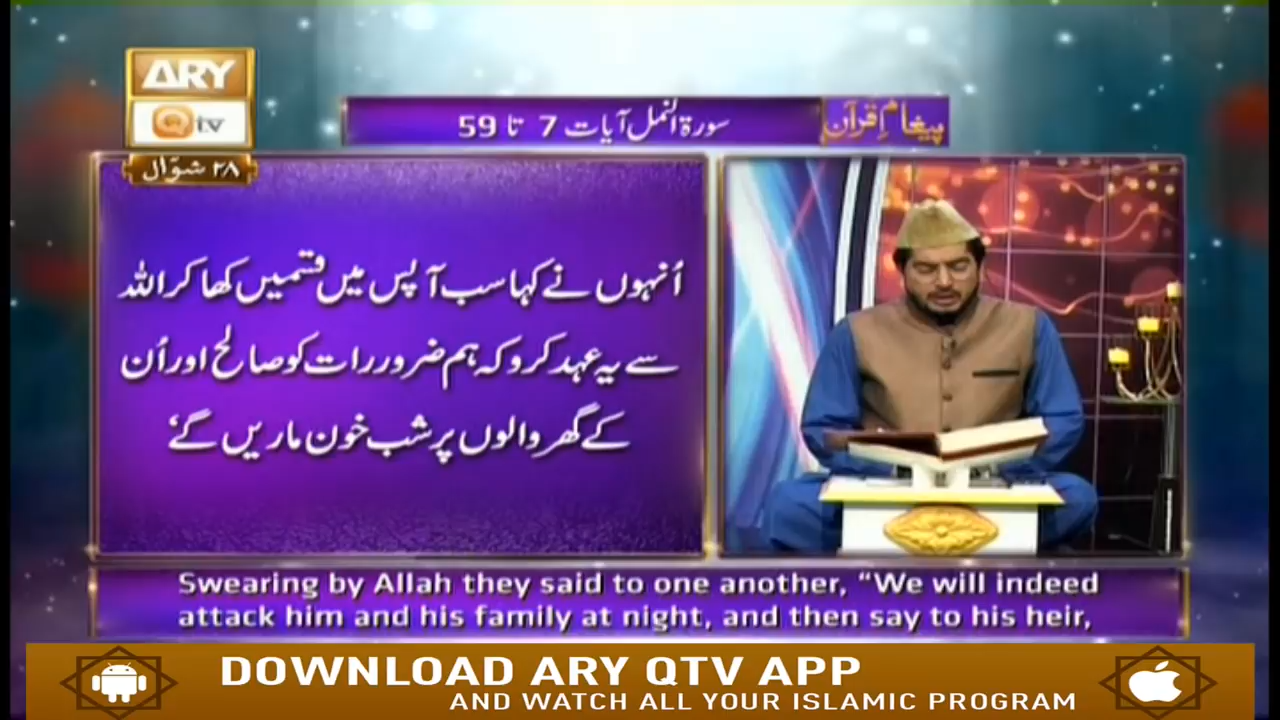 ARY
Qtv
۲۸ شوّال
پیغامِ قرآن
سورۃ النمل آیات 7 تا 59
اُنہوں نے کہا سب آپس میں قسمیں کھا کر اللہ
سے یہ عہد کرو کہ ہم ضرور رات کو صالح اور اُن
کے گھر والوں پر شب خون ماریں گے‘
Swearing by Allah they said to one another, “We will indeed
attack him and his family at night, and then say to his heir,
DOWNLOAD ARY QTV APP
AND WATCH ALL YOUR ISLAMIC PROGRAM